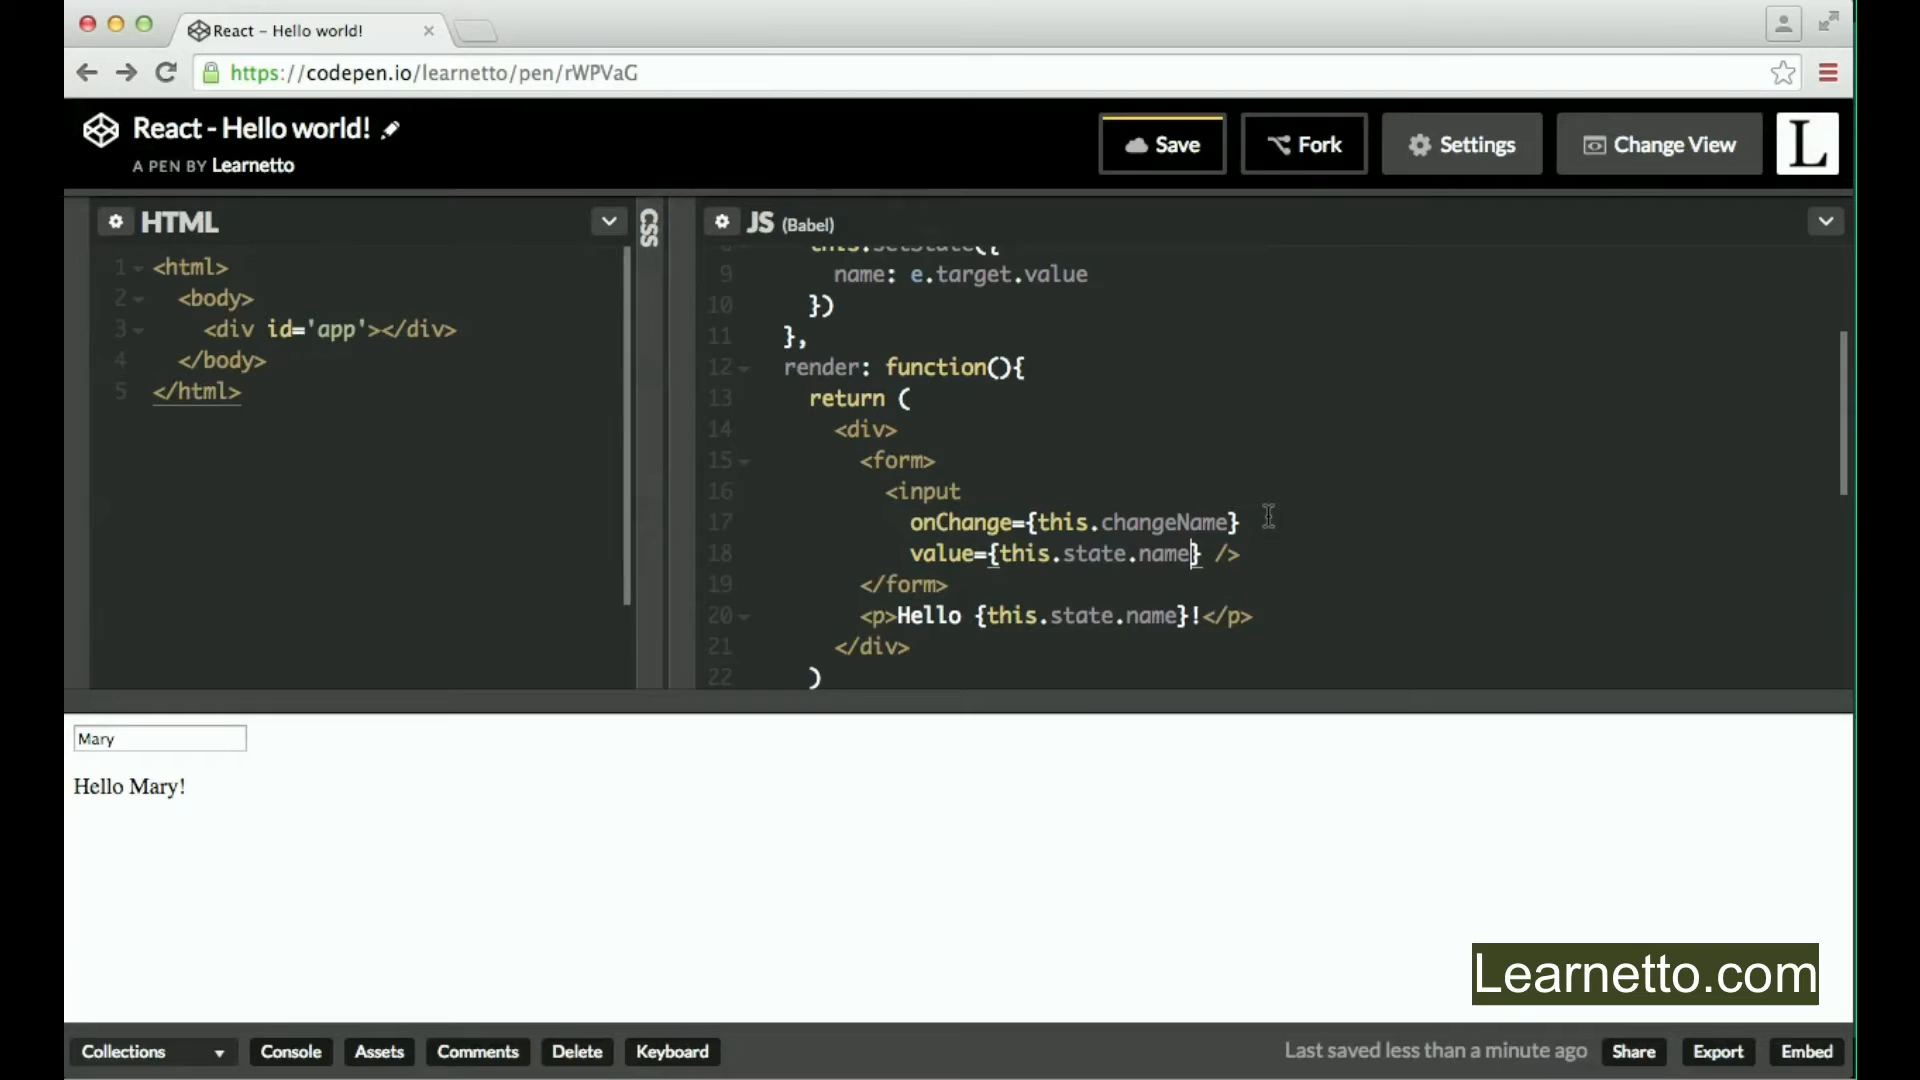 React – Hello world!
https://codepen.io/learnetto/pen/rWPVaG
React - Hello world!
A PEN BY Learnetto
Save
Fork
Settings
Change View
L
HTML
1 <html>
2 <body>
3 <div id='app'></div>
4 </body>
5 </html>
CSS
JS (Babel)
8 this.setState({
9 name: e.target.value
10 })
11 },
12 render: function(){
13 return (
14 <div>
15 <form>
16 <input
17 onChange={this.changeName}
18 value={this.state.name} />
19 </form>
20 <p>Hello {this.state.name}!</p>
21 </div>
22 )
Mary
Hello Mary!
Learnetto.com
Collections
Console
Assets
Comments
Delete
Keyboard
Last saved less than a minute ago
Share
Export
Embed